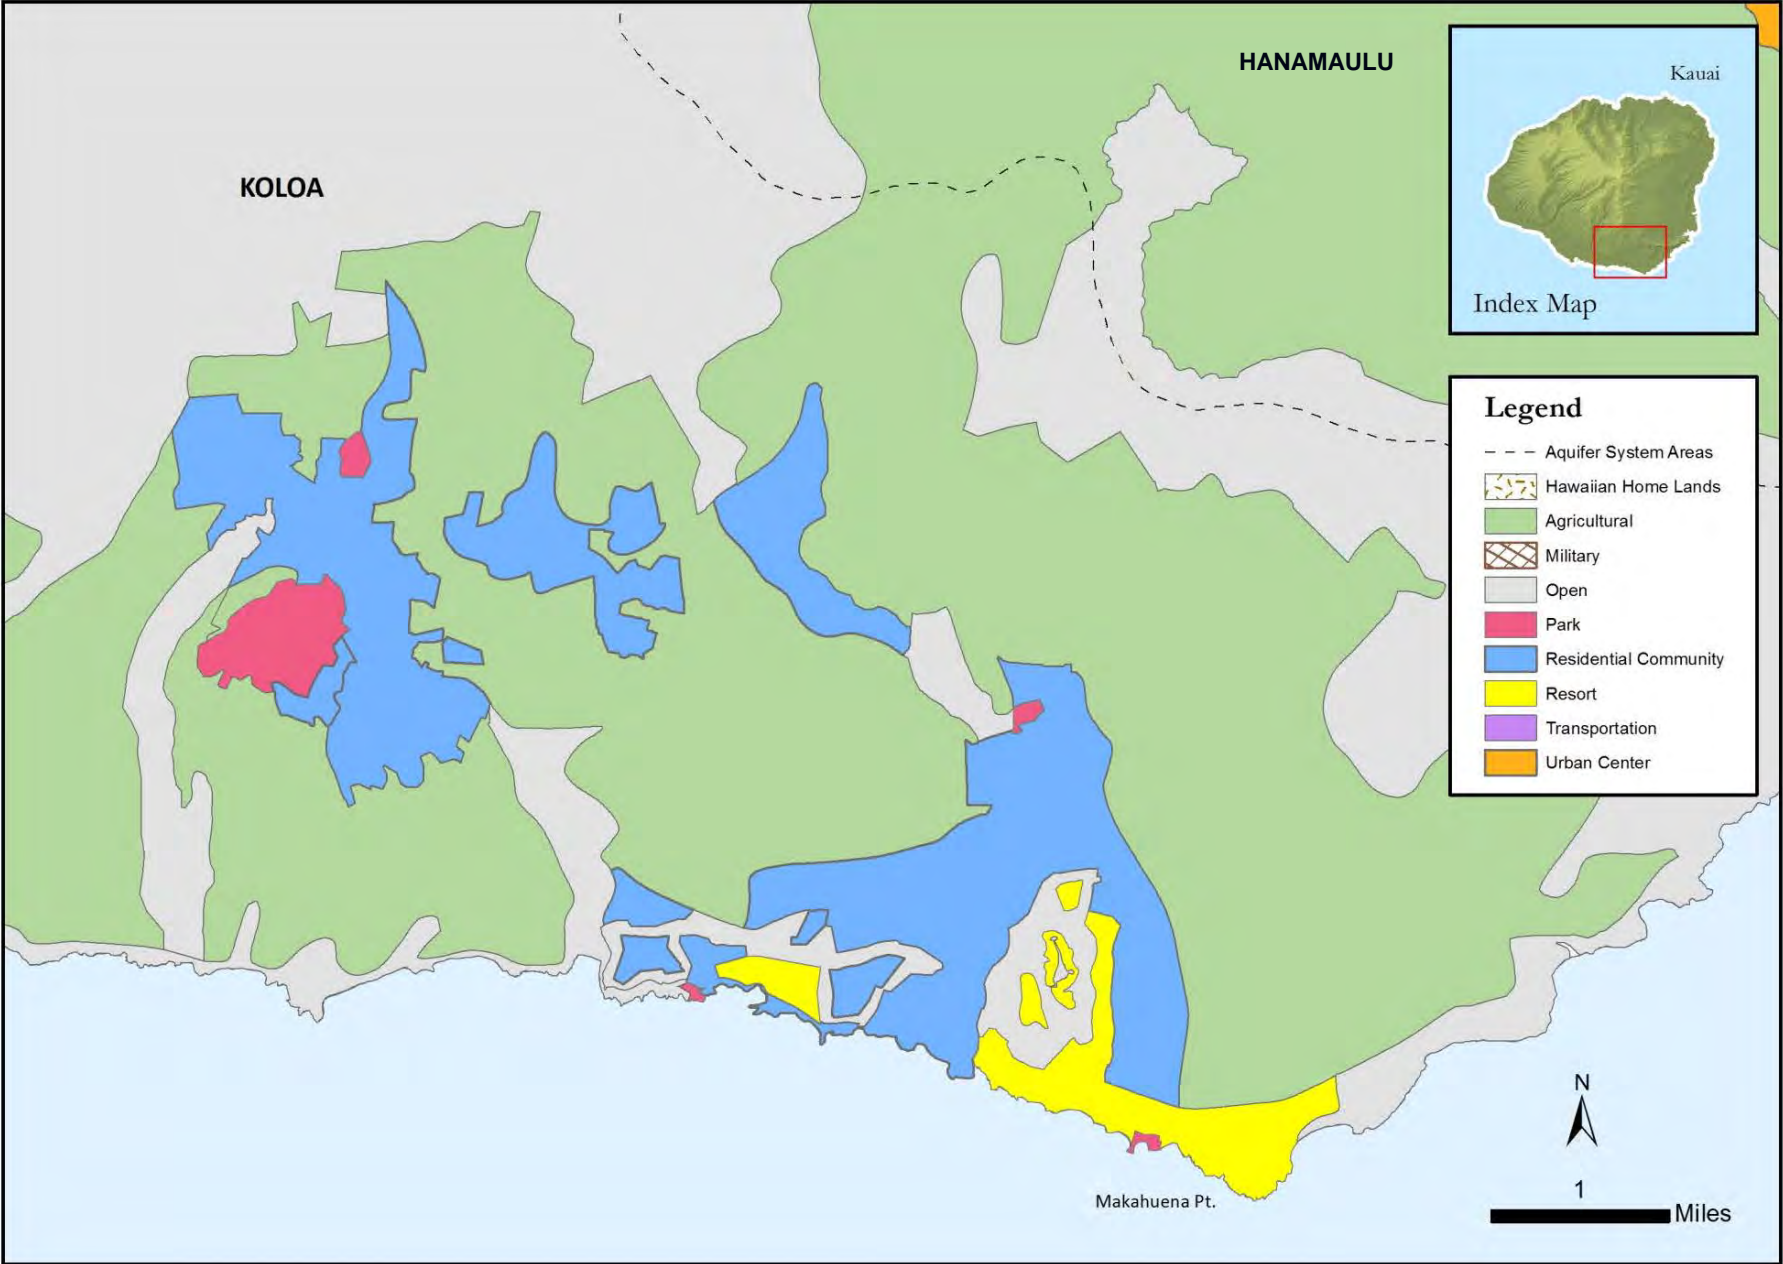 HANAMAULU
KOLOA
Kauai
Index Map
Legend
Aquifer System Areas
Hawaiian Home Lands
Agricultural
Military
Open
Park
Residential Community
Resort
Transportation
Urban Center
N
1
Miles
Makahuena Pt.